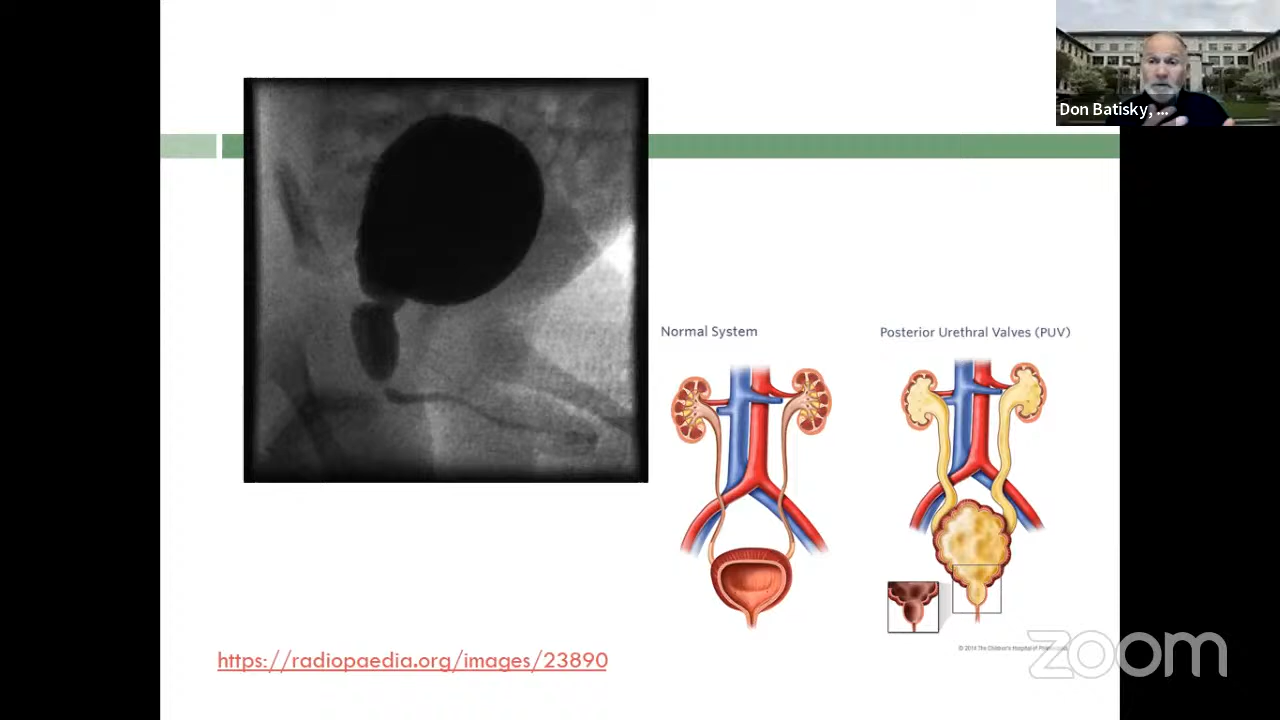 Don Batisky, ...
Normal System
Posterior Urethral Valves (PUV)
© 2014 The Children's Hospital of
https://radiopaedia.org/images/23890
zoom